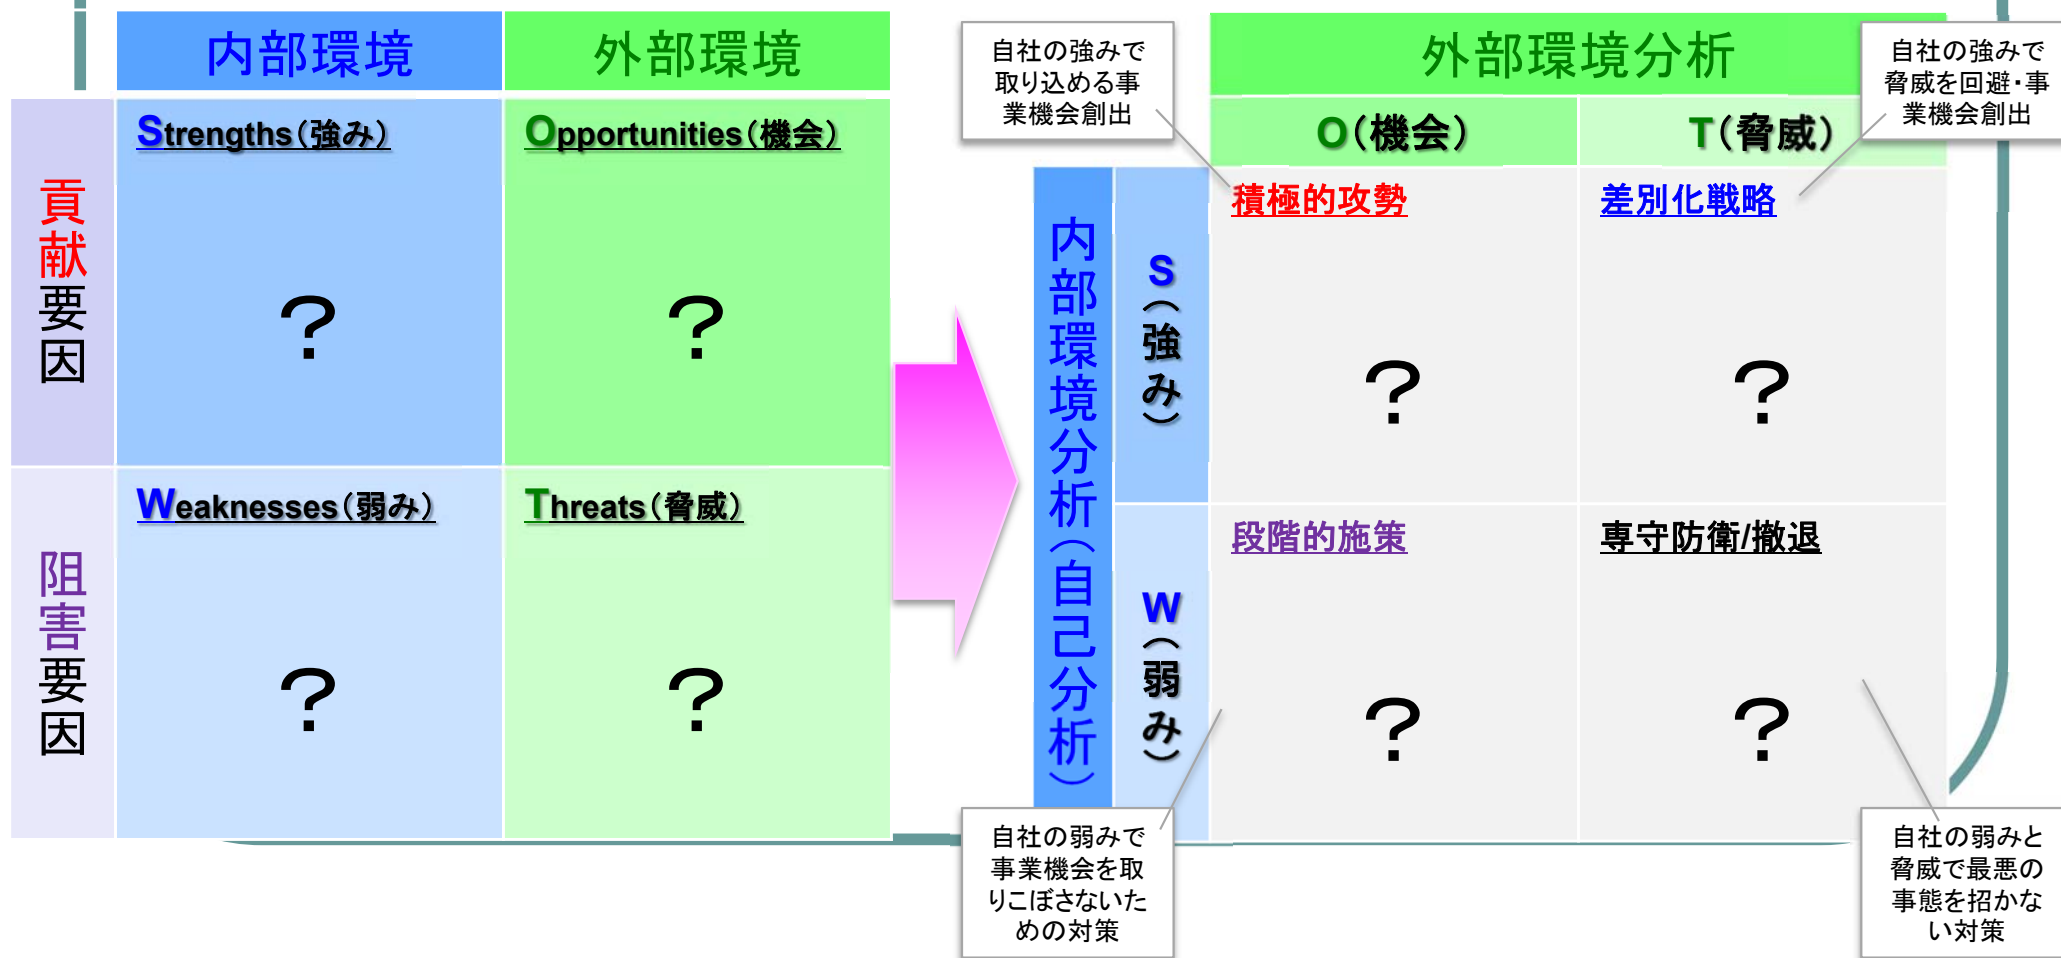 内部環境
外部環境
貢献要因
Strengths(強み)
?
Opportunities(機会)
?
阻害要因
Weaknesses(弱み)
?
Threats(脅威)
?
自社の強みで
取り込める事
業機会創出
外部環境分析
自社の強みで
脅威を回避・事
業機会創出
O(機会)
T(脅威)
内部環境分析(自己分析)
S(強み)
積極的攻勢
?
差別化戦略
?
W(弱み)
段階的施策
?
専守防衛/撤退
?
自社の弱みで
事業機会を取
りこぼさないた
めの対策
自社の弱みと
脅威で最悪の
事態を招かな
い対策